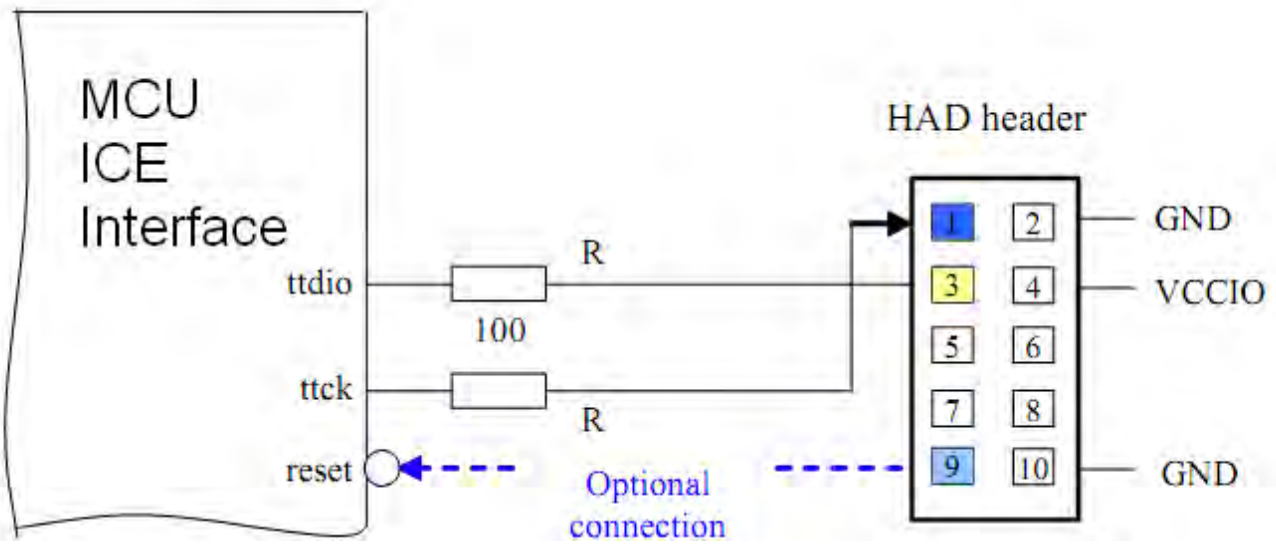 MCU
ICE
Interface
HAD header
1 2 GND
R
ttdio
3 4 VCCIO
100
5 6
ttck
R
7 8
reset
9 10 GND
Optional
connection